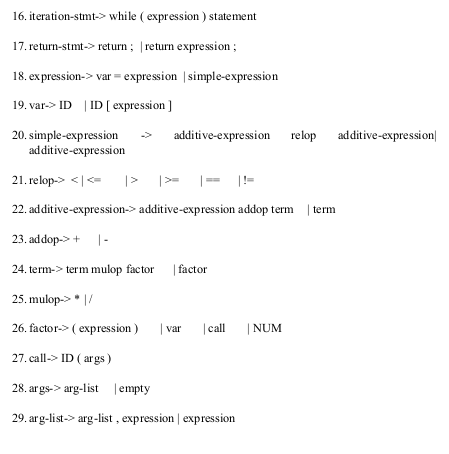 16. iteration-stmt-> while ( expression ) statement
17. return-stmt-> return ; | return expression ;
18. expression-> var = expression | simple-expression
19. var-> ID | ID [ expression ]
20. simple-expression -> additive-expression relop additive-expression|
additive-expression
21. relop-> < | <= | > | >= | == | !=
22. additive-expression-> additive-expression addop term | term
23. addop-> + | -
24. term-> term mulop factor | factor
25. mulop-> * | /
26. factor-> ( expression ) | var | call | NUM
27. call-> ID ( args )
28. args-> arg-list | empty
29. arg-list-> arg-list , expression | expression